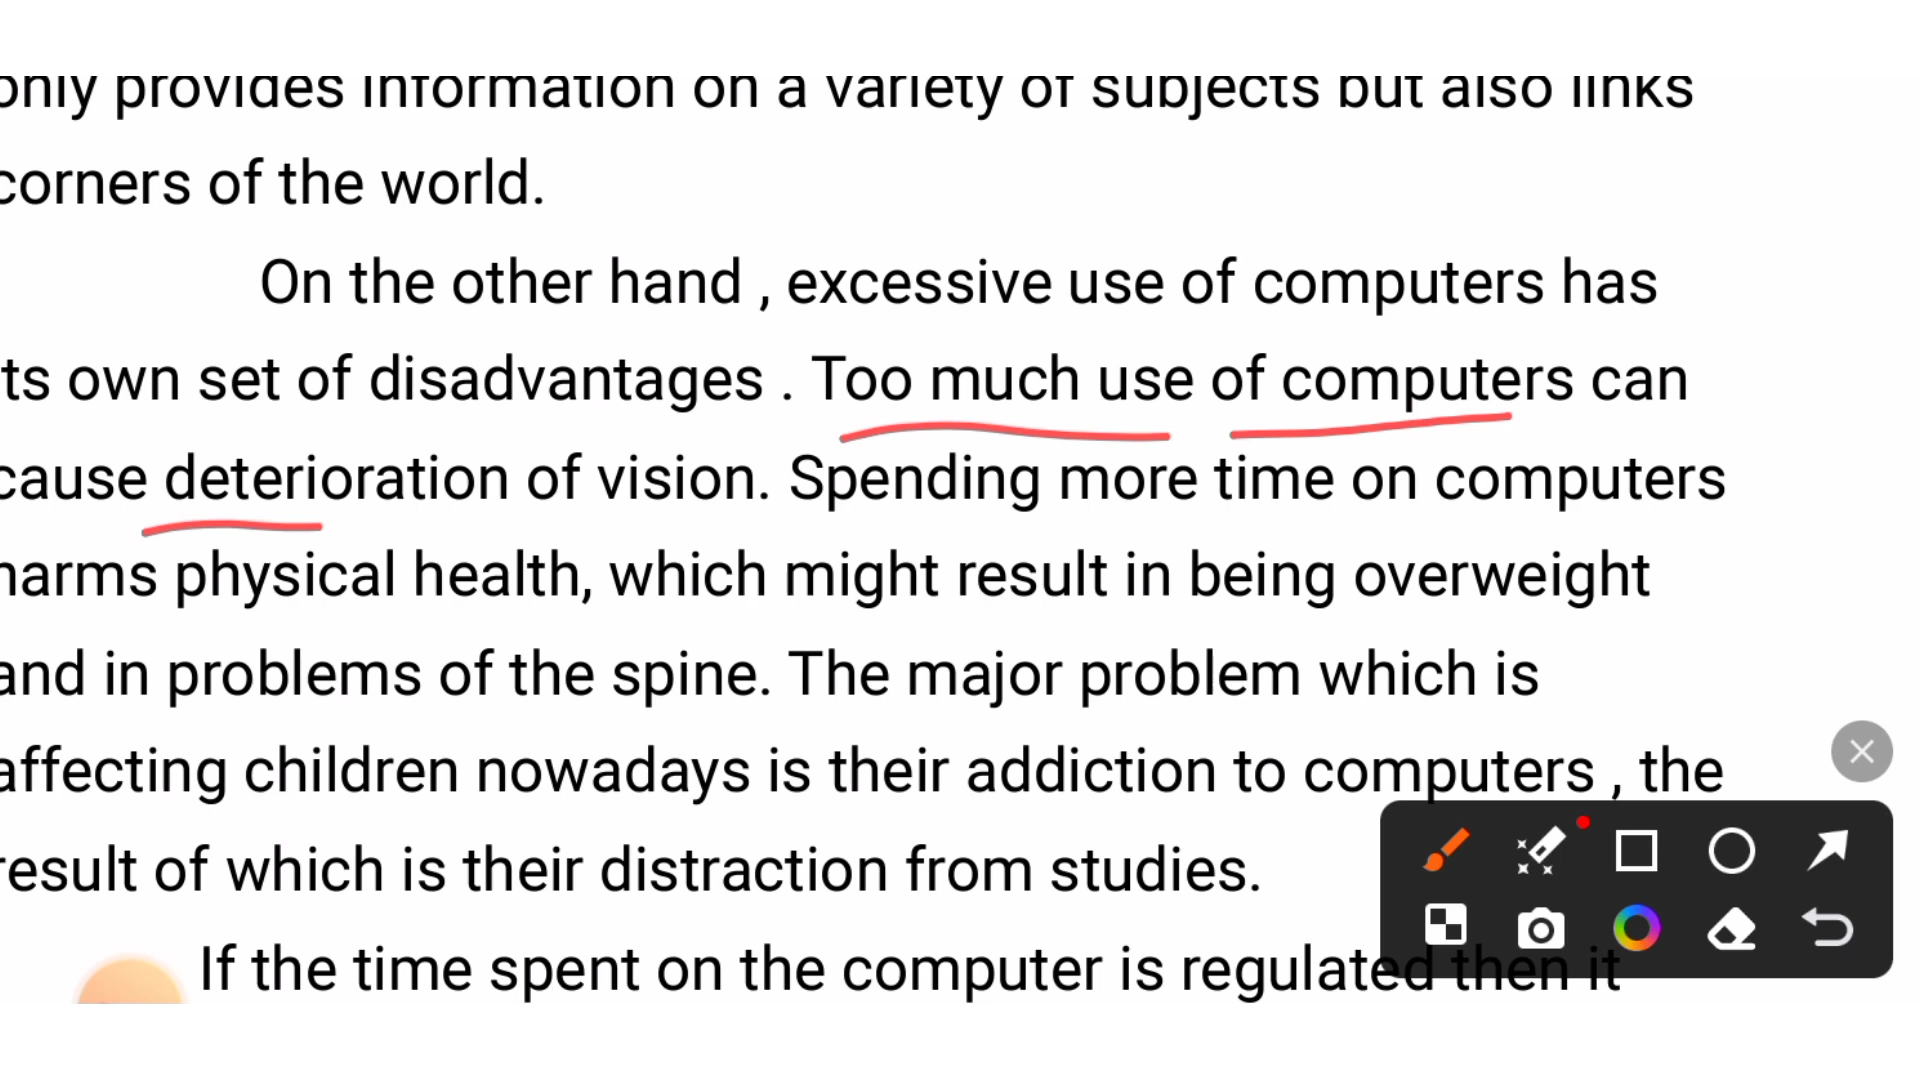 only provides information on a variety of subjects but also links
corners of the world.
On the other hand , excessive use of computers has
ts own set of disadvantages . Too much use of computers can
cause deterioration of vision. Spending more time on computers
harms physical health, which might result in being overweight
and in problems of the spine. The major problem which is
affecting children nowadays is their addiction to computers , the
result of which is their distraction from studies.
If the time spent on the computer is regulated then it